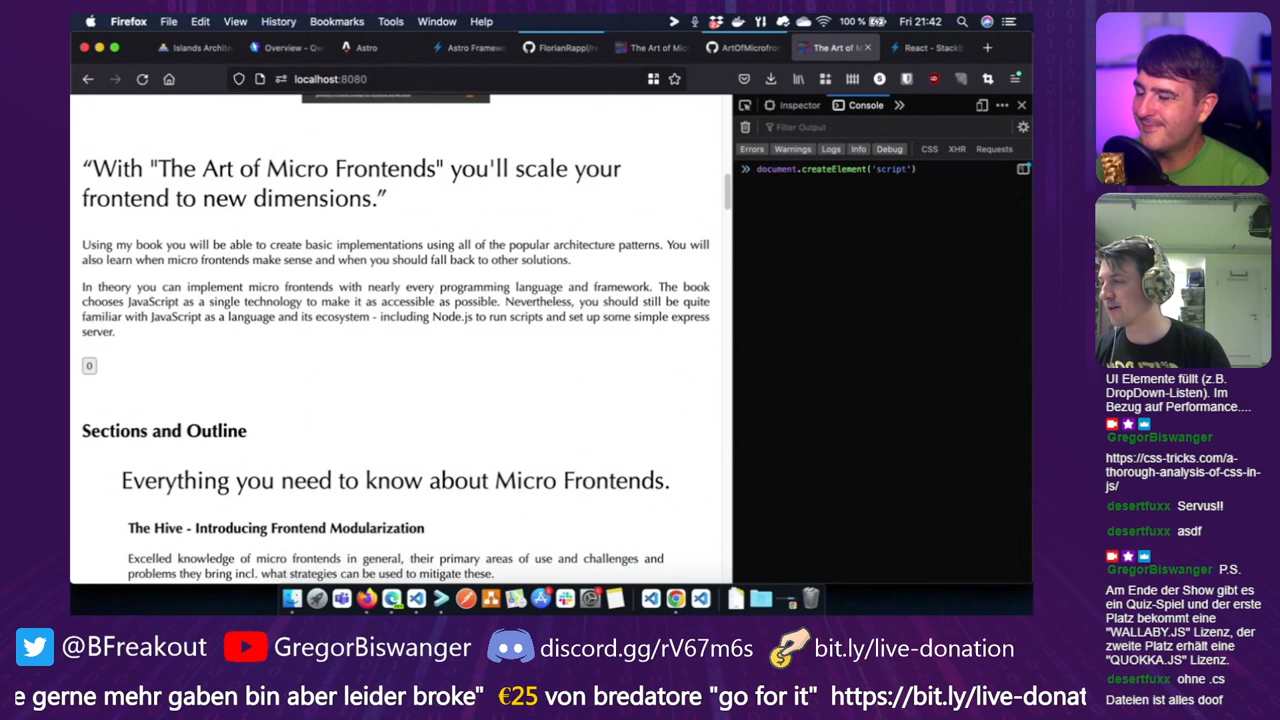 Firefox File Edit View History Bookmarks Tools Window Help
100 % Fri 21:42
Islands Archite Overview - Qw Astro Astro Framew FlorianRappl/r The Art of Mic ArtOfMicrofro The Art of M React - StackB
localhost:8080
“With "The Art of Micro Frontends" you'll scale your
frontend to new dimensions.”
Using my book you will be able to create basic implementations using all of the popular architecture patterns. You will
also learn when micro frontends make sense and when you should fall back to other solutions.
In theory you can implement micro frontends with nearly every programming language and framework. The book
chooses JavaScript as a single technology to make it as accessible as possible. Nevertheless, you should still be quite
familiar with JavaScript as a language and its ecosystem - including Node.js to run scripts and set up some simple express
server.
0
Sections and Outline
Everything you need to know about Micro Frontends.
The Hive - Introducing Frontend Modularization
Excelled knowledge of micro frontends in general, their primary areas of use and challenges and
problems they bring incl. what strategies can be used to mitigate these.
Inspector Console
Filter Output
Errors Warnings Logs Info Debug CSS XHR Requests
document.createElement('script')
UI Elemente füllt (z.B.
DropDown-Listen). Im
Bezug auf Performance....
GregorBiswanger
https://css-tricks.com/a-
thorough-analysis-of-css-in-
js/
desertfuxx Servus!!
desertfuxx asdf
GregorBiswanger P.S.
Am Ende der Show gibt es
ein Quiz-Spiel und der erste
Platz bekommt eine
"WALLABY.JS" Lizenz, der
zweite Platz erhält eine
"QUOKKA.JS" Lizenz.
desertfuxx ohne .cs
Dateien ist alles doof
@BFreakout GregorBiswanger discord.gg/rV67m6s bit.ly/live-donation
e gerne mehr gaben bin aber leider broke" €25 von bredatore "go for it" https://bit.ly/live-donat